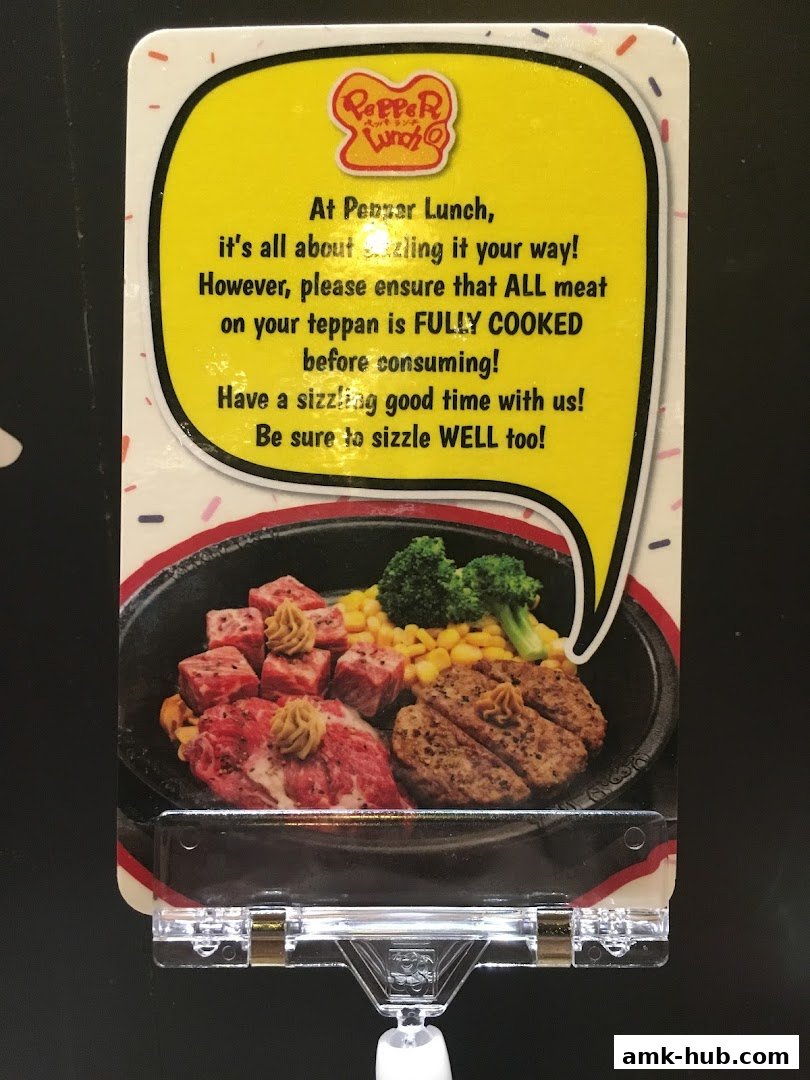 PePPeR
ペッパーランチ
Lunch
At Pepper Lunch,
it's all about sizzling it your way!
However, please ensure that ALL meat
on your teppan is FULLY COOKED
before consuming!
Have a sizzling good time with us!
Be sure to sizzle WELL too!
amk-hub.com